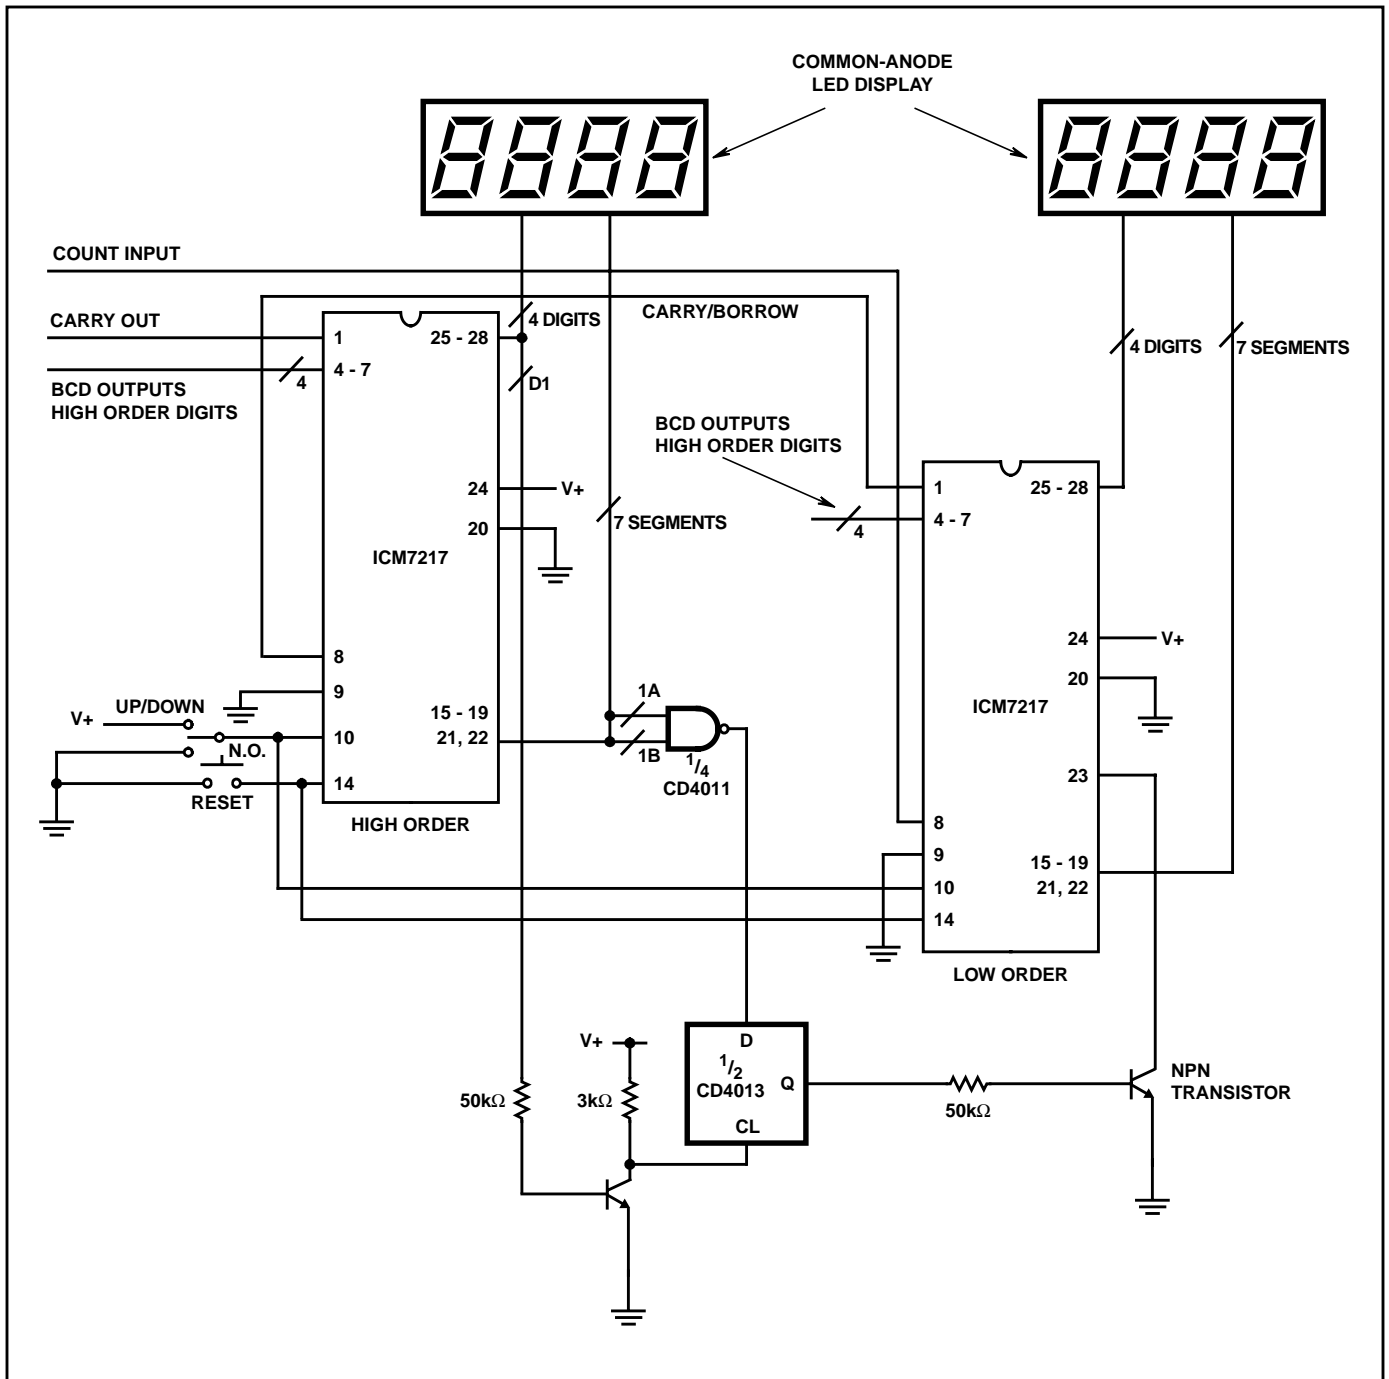 COMMON-ANODE
LED DISPLAY
COUNT INPUT
CARRY OUT
BCD OUTPUTS
HIGH ORDER DIGITS
4
1
4 - 7
25 - 28
4 DIGITS
D1
CARRY/BORROW
24
V+
20
ICM7217
7 SEGMENTS
8
9
10
14
15 - 19
21, 22
HIGH ORDER
V+
UP/DOWN
N.O.
RESET
1A
1B
1/4
CD4011
BCD OUTPUTS
HIGH ORDER DIGITS
4
1
4 - 7
25 - 28
4 DIGITS
7 SEGMENTS
24
V+
20
ICM7217
23
8
9
10
14
15 - 19
21, 22
LOW ORDER
V+
50kΩ
3kΩ
D
1/2
CD4013
Q
CL
50kΩ
NPN
TRANSISTOR